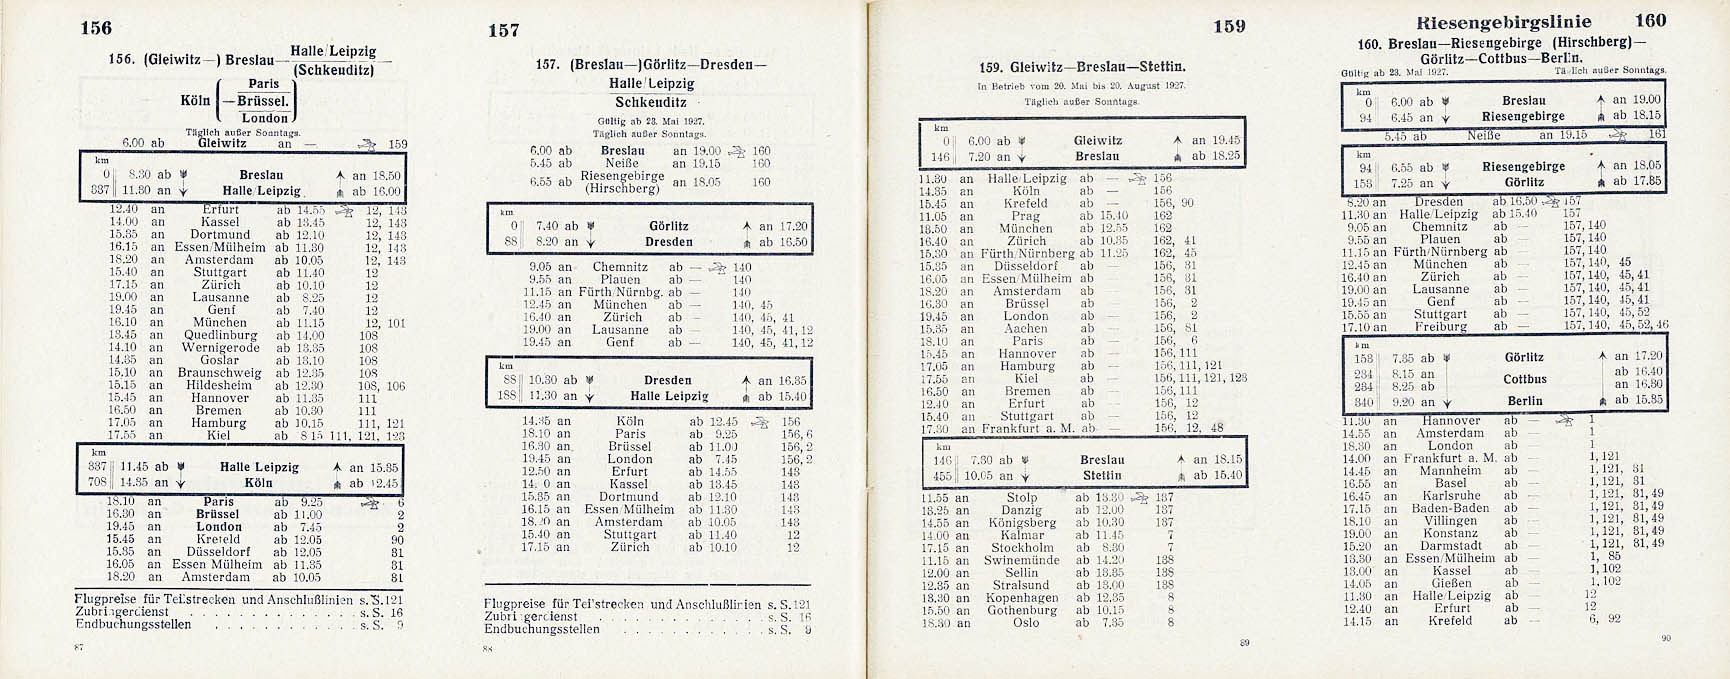 156
156. (Gleiwitz—) Breslau— Halle/Leipzig
(Schkeuditz)
Paris
Köln —Brüssel.
London
Täglich außer Sonntags.
6.00 ab Gleiwitz an — 159
km
0 8.30 ab Breslau an 18.50
337 11.30 an Halle/Leipzig ab 16.00
12.40 an Erfurt ab 14.55 12, 143
14.00 an Kassel ab 13.45 12, 143
15.35 an Dortmund ab 12.10 12, 143
16.15 an Essen/Mülheim ab 11.30 12, 143
18.20 an Amsterdam ab 10.05 12, 143
15.40 an Stuttgart ab 11.40 12
17.15 an Zürich ab 10.10 12
19.00 an Lausanne ab 8.25 12
19.45 an Genf ab 7.40 12
16.10 an München ab 11.15 12, 101
13.45 an Quedlinburg ab 14.00 108
14.10 an Wernigerode ab 13.35 108
14.35 an Goslar ab 13.10 108
15.10 an Braunschweig ab 12.35 108
15.15 an Hildesheim ab 12.30 108, 106
15.45 an Hannover ab 11.35 111
16.50 an Bremen ab 10.30 111
17.05 an Hamburg ab 10.15 111, 121
17.55 an Kiel ab 8 15 111, 121, 123
km
337 11.45 ab Halle Leipzig an 15.35
708 14.35 an Köln ab 12.45
18.10 an Paris ab 9.25 6
16.30 an Brüssel ab 11.00 2
19.45 an London ab 7.45 2
15.45 an Krefeld ab 12.05 90
15.35 an Düsseldorf ab 12.05 31
16.05 an Essen Mülheim ab 11.35 31
18.20 an Amsterdam ab 10.05 31
Flugpreise für Teilstrecken und Anschlußlinien s. S. 121
Zubringerdienst . . . . . . . . . . . . s. S. 16
Endbuchungsstellen . . . . . . . . . . . s. S. 9
87
157
157. (Breslau—)Görlitz—Dresden—
Halle/Leipzig
Schkeuditz
Gültig ab 23. Mai 1927.
Täglich außer Sonntags.
6.00 ab Breslau an 19.00 160
5.45 ab Neiße an 19.15 160
6.55 ab Riesengebirge (Hirschberg) an 18.05 160
km
0 7.40 ab Görlitz an 17.20
88 8.20 an Dresden ab 16.50
9.05 an Chemnitz ab — 140
9.55 an Plauen ab — 140
11.15 an Fürth/Nürnbg. ab — 140
12.45 an München ab — 140, 45
16.40 an Zürich ab — 140, 45, 41
19.00 an Lausanne ab — 140, 45, 41, 12
19.45 an Genf ab — 140, 45, 41, 12
km
88 10.30 ab Dresden an 16.35
188 11.30 an Halle Leipzig ab 15.40
14.35 an Köln ab 12.45 156
18.10 an Paris ab 9.25 156, 6
16.30 an Brüssel ab 11.00 156, 2
19.45 an London ab 7.45 156, 2
12.50 an Erfurt ab 14.55 143
14. 0 an Kassel ab 13.45 143
15.35 an Dortmund ab 12.10 143
16.15 an Essen/Mülheim ab 11.30 143
18.20 an Amsterdam ab 10.05 143
15.40 an Stuttgart ab 11.40 12
17.15 an Zürich ab 10.10 12
Flugpreise für Teilstrecken und Anschlußlinien s. S. 121
Zubringerdienst . . . . . . . . . . . . s. S. 16
Endbuchungsstellen . . . . . . . . . . . s. S. 9
88
159
159. Gleiwitz—Breslau—Stettin.
In Betrieb vom 20. Mai bis 20. August 1927.
Täglich außer Sonntags.
km
0 6.00 ab Gleiwitz an 19.45
146 7.20 an Breslau ab 18.25
11.30 an Halle/Leipzig ab — 156
14.35 an Köln ab — 156
15.45 an Krefeld ab — 156, 90
11.05 an Prag ab 15.40 162
13.50 an München ab 12.55 162
16.40 an Zürich ab 10.35 162, 41
15.30 an Fürth/Nürnberg ab 11.25 162, 45
15.35 an Düsseldorf ab — 156, 31
16.05 an Essen/Mülheim ab — 156, 31
18.20 an Amsterdam ab — 156, 31
16.30 an Brüssel ab — 156, 2
19.45 an London ab — 156, 2
15.35 an Aachen ab — 156, 81
18.10 an Paris ab — 156, 6
15.45 an Hannover ab — 156, 111
17.05 an Hamburg ab — 156, 111, 121
17.55 an Kiel ab — 156, 111, 121, 123
16.50 an Bremen ab — 156, 111
12.40 an Erfurt ab — 156, 12
15.40 an Stuttgart ab — 156, 12
17.30 an Frankfurt a. M. ab — 156, 12, 48
km
146 7.30 ab Breslau an 18.15
455 10.05 an Stettin ab 15.40
11.55 an Stolp ab 13.30 137
13.25 an Danzig ab 12.00 137
14.55 an Königsberg ab 10.30 137
14.00 an Kalmar ab 11.45 7
17.15 an Stockholm ab 8.30 7
11.15 an Swinemünde ab 14.20 138
12.00 an Sellin ab 13.35 138
12.35 an Stralsund ab 13.00 138
13.30 an Kopenhagen ab 12.35 8
15.50 an Gothenburg ab 10.15 8
18.30 an Oslo ab 7.35 8
89
Riesengebirgslinie 160
160. Breslau—Riesengebirge (Hirschberg)—
Görlitz—Cottbus—Berlin.
Gültig ab 23. Mai 1927. Täglich außer Sonntags.
km
0 6.00 ab Breslau an 19.00
94 6.45 an Riesengebirge ab 18.15
5.45 ab Neiße an 19.15 161
km
94 6.55 ab Riesengebirge an 18.05
153 7.25 an Görlitz ab 17.35
8.20 an Dresden ab 16.50 157
11.30 an Halle/Leipzig ab 15.40 157
9.05 an Chemnitz ab — 157, 140
9.55 an Plauen ab — 157, 140
11.15 an Fürth/Nürnberg ab — 157, 140
12.45 an München ab — 157, 140, 45
16.40 an Zürich ab — 157, 140, 45, 41
19.00 an Lausanne ab — 157, 140, 45, 41
19.45 an Genf ab — 157, 140, 45, 41
15.55 an Stuttgart ab — 157, 140, 45, 52
17.10 an Freiburg ab — 157, 140, 45, 52, 46
km
153 7.35 ab Görlitz an 17.20
234 8.15 an Cottbus ab 16.40
234 8.25 ab an 16.30
340 9.20 an Berlin ab 15.35
11.30 an Hannover ab — 1
14.55 an Amsterdam ab — 1
18.30 an London ab — 1
14.00 an Frankfurt a. M. ab — 1, 121
14.45 an Mannheim ab — 1, 121, 31
16.55 an Basel ab — 1, 121, 31
16.45 an Karlsruhe ab — 1, 121, 31, 49
17.15 an Baden-Baden ab — 1, 121, 31, 49
18.10 an Villingen ab — 1, 121, 31, 49
19.00 an Konstanz ab — 1, 121, 31, 49
15.20 an Darmstadt ab — 1, 121, 31, 49
13.30 an Essen/Mülheim ab — 1, 85
13.00 an Kassel ab — 1, 102
14.05 an Gießen ab — 1, 102
11.30 an Halle/Leipzig ab — 12
12.40 an Erfurt ab — 12
14.15 an Krefeld ab — 6, 92
90